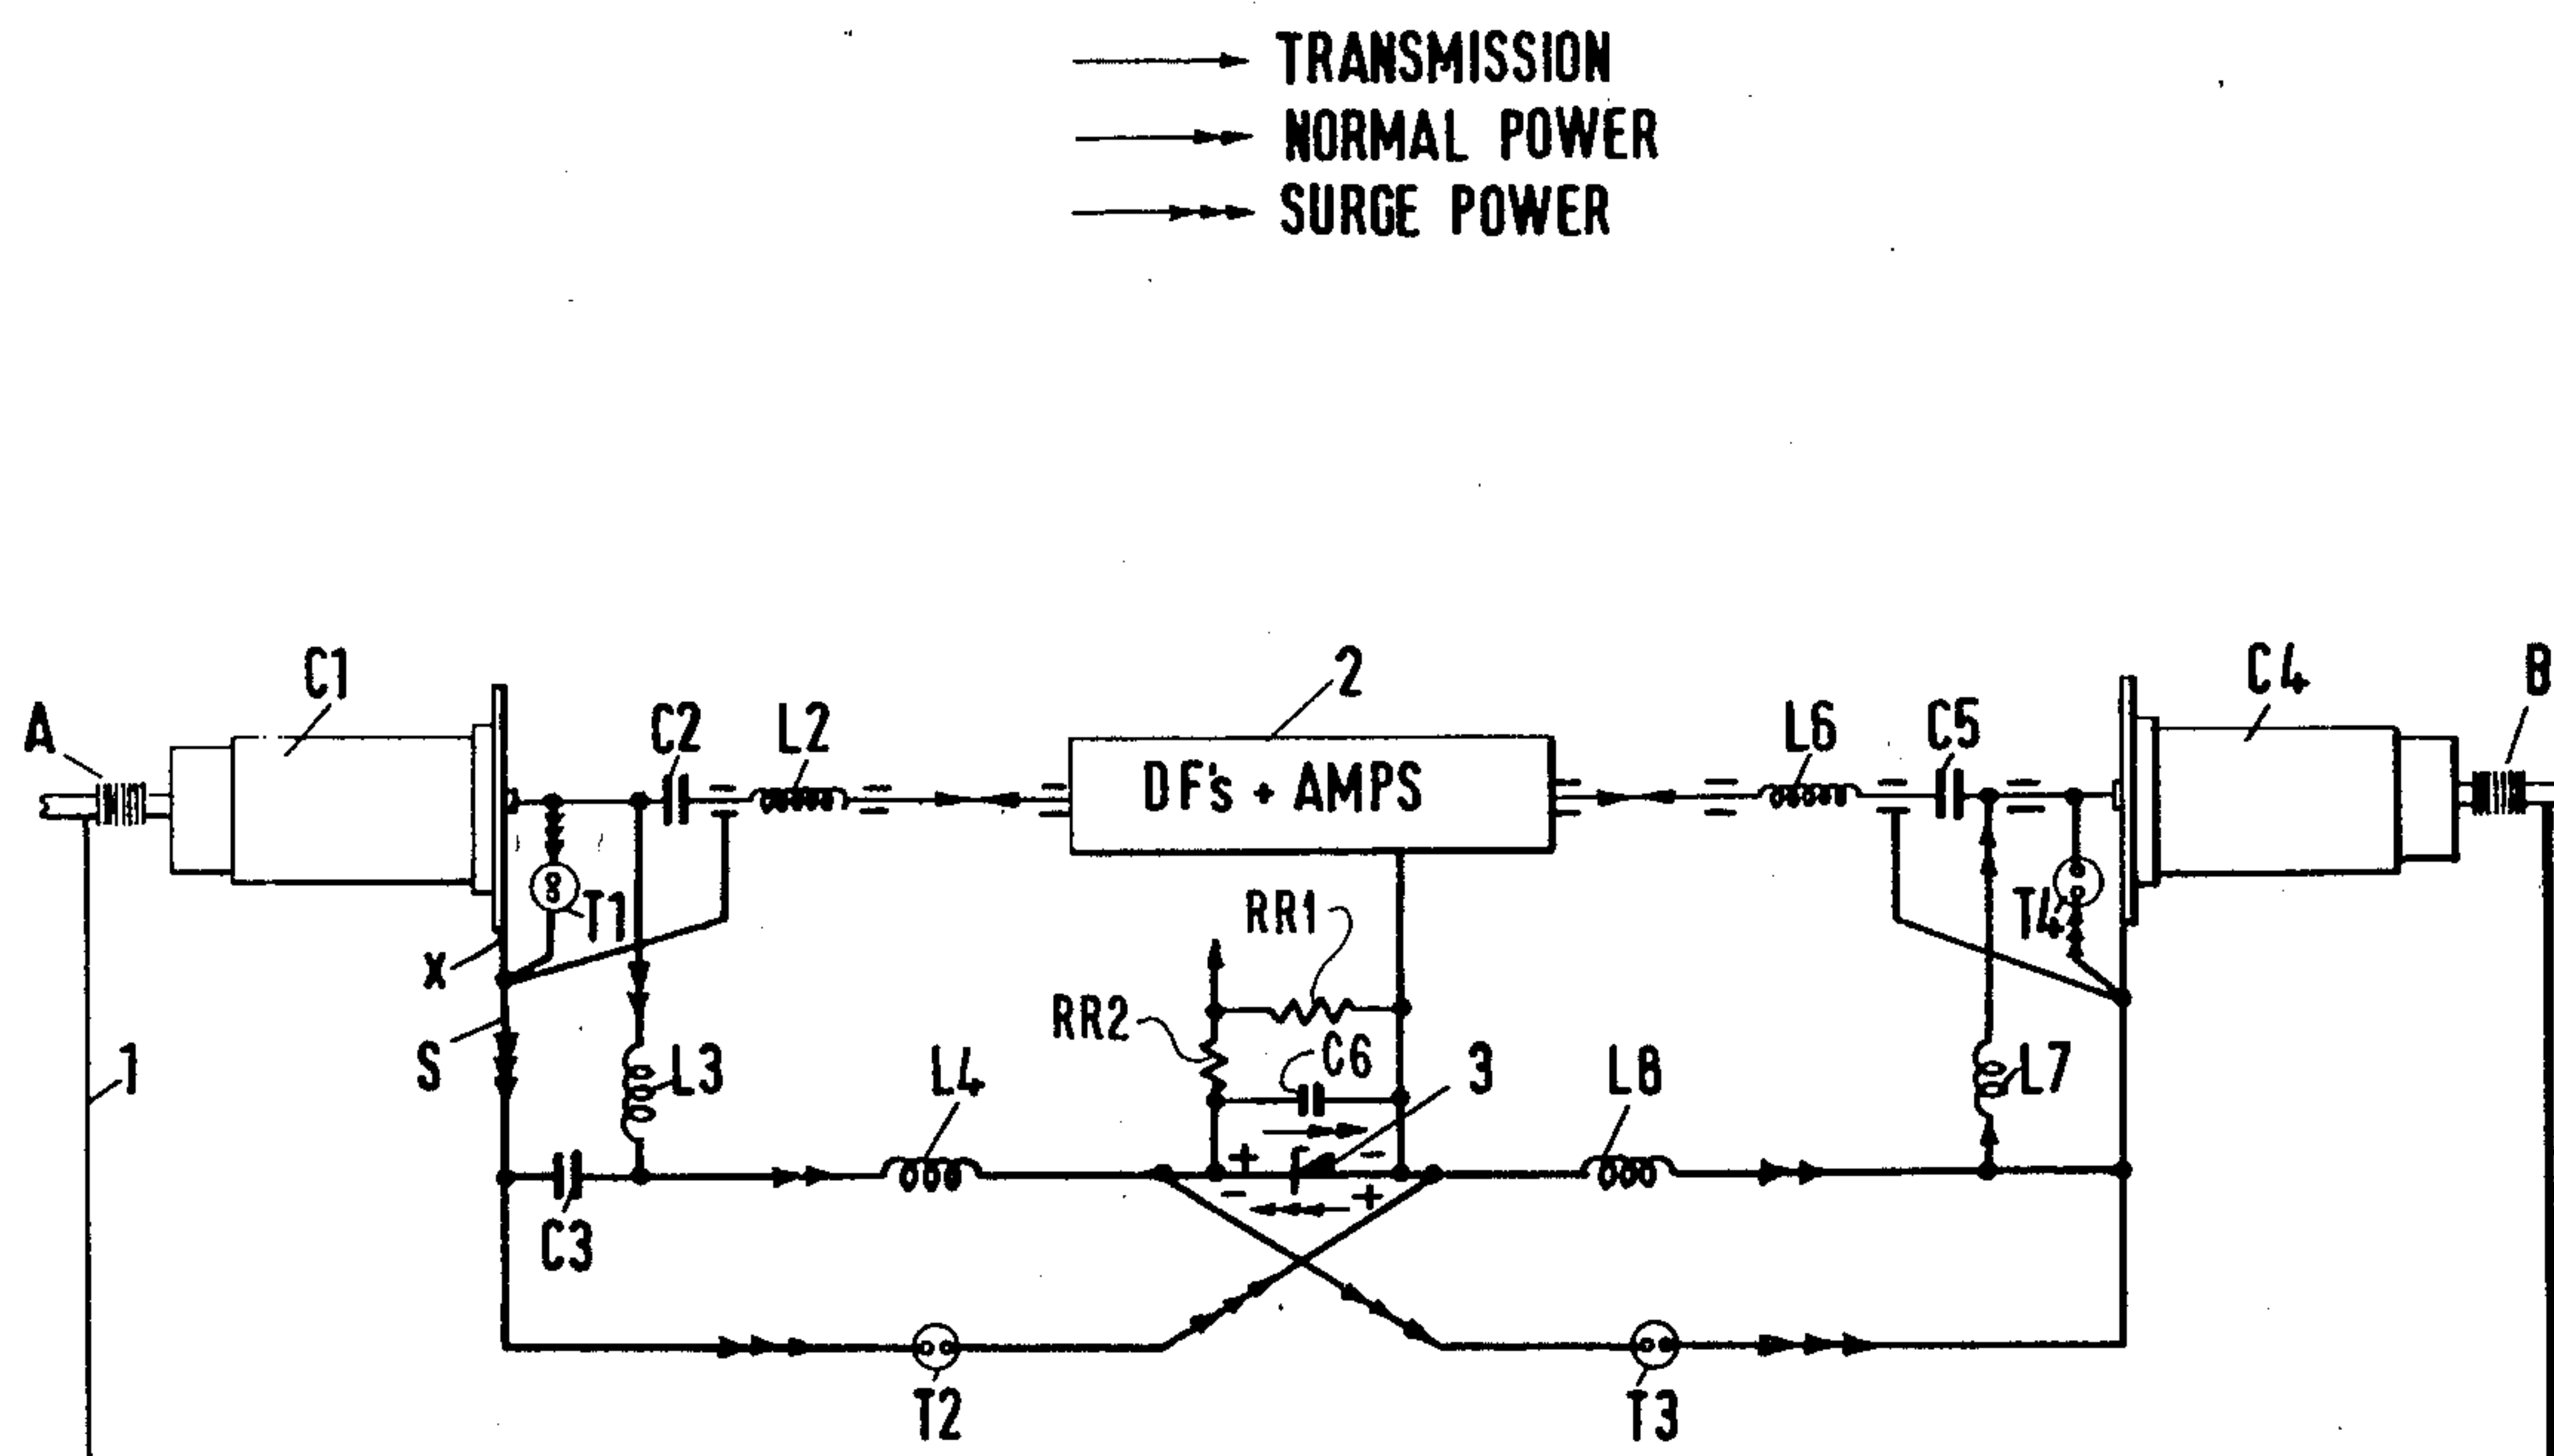 TRANSMISSION
NORMAL POWER
SURGE POWER
A
C1
C2
L2
2
L6
C5
C4
B
DF's + AMPS
T1
RR1
T4
X
RR2
C6
3
S
1
L3
L4
L8
L7
+ -
- +
C3
T2
T3